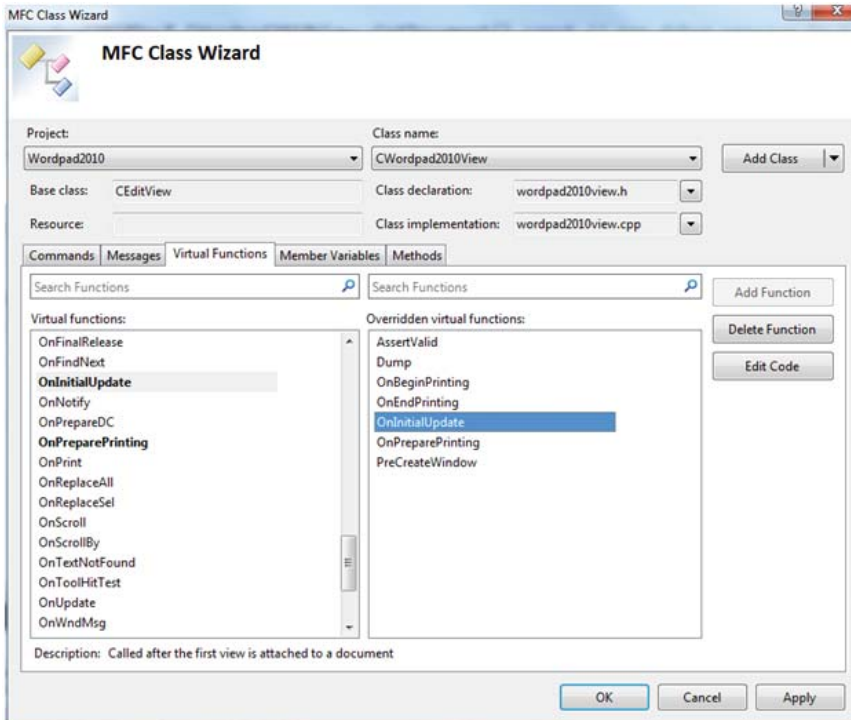 MFC Class Wizard
MFC Class Wizard
Project:
Class name:
Wordpad2010
CWordpad2010View
Add Class
Base class: CEditView
Class declaration: wordpad2010view.h
Resource:
Class implementation: wordpad2010view.cpp
Commands Messages Virtual Functions Member Variables Methods
Search Functions
Search Functions
Add Function
Virtual functions:
Overridden virtual functions:
Delete Function
Edit Code
OnFinalRelease
OnFindNext
OnInitialUpdate
OnNotify
OnPrepareDC
OnPreparePrinting
OnPrint
OnReplaceAll
OnReplaceSel
OnScroll
OnScrollBy
OnTextNotFound
OnToolHitTest
OnUpdate
OnWndMsg
AssertValid
Dump
OnBeginPrinting
OnEndPrinting
OnInitialUpdate
OnPreparePrinting
PreCreateWindow
Description: Called after the first view is attached to a document
OK Cancel Apply